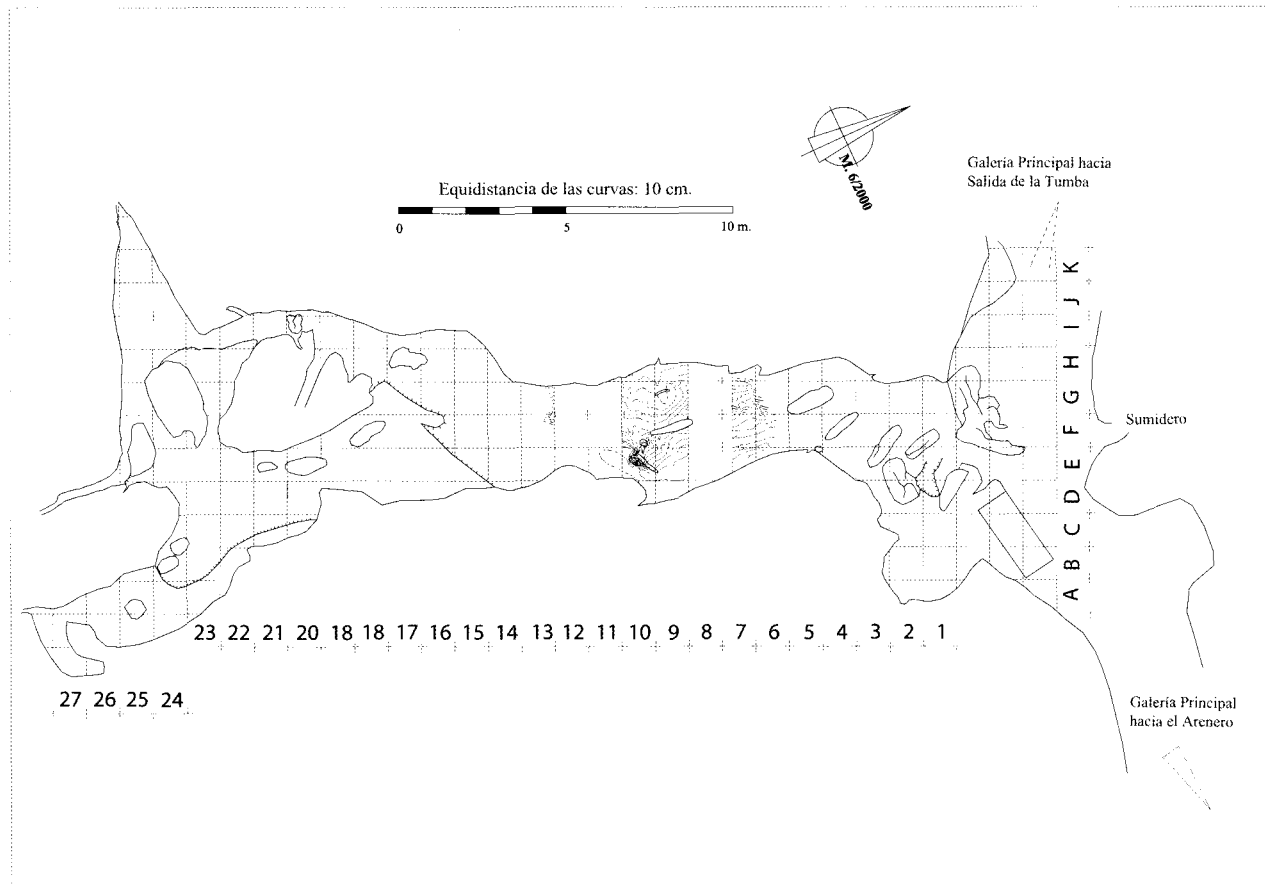 M. 6/2000
Galería Principal hacia
Salida de la Tumba
Equidistancia de las curvas: 10 cm.
0 5 10 m.
K
J
I
H
G
F
E
D
C
B
A
Sumidero
23 22 21 20 18 18 17 16 15 14 13 12 11 10 9 8 7 6 5 4 3 2 1
27 26 25 24
Galería Principal
hacia el Arenero